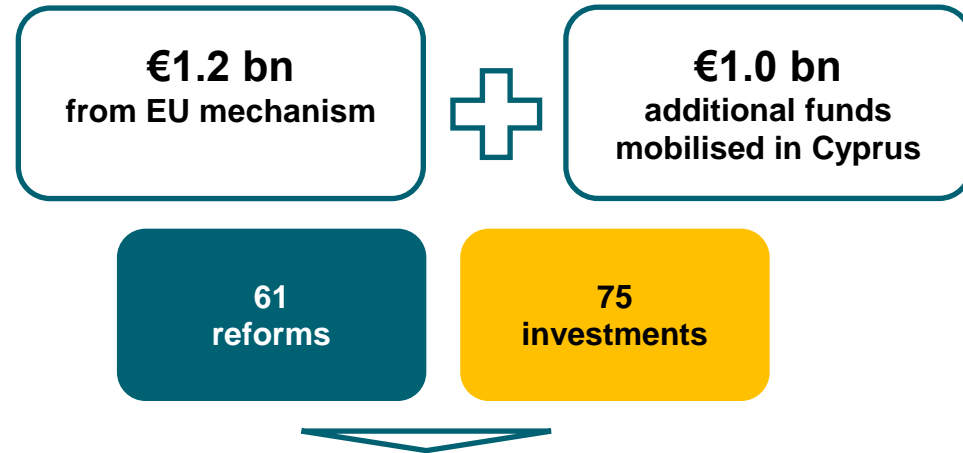 €1.2 bn
from EU mechanism
€1.0 bn
additional funds
mobilised in Cyprus
61
reforms
75
investments